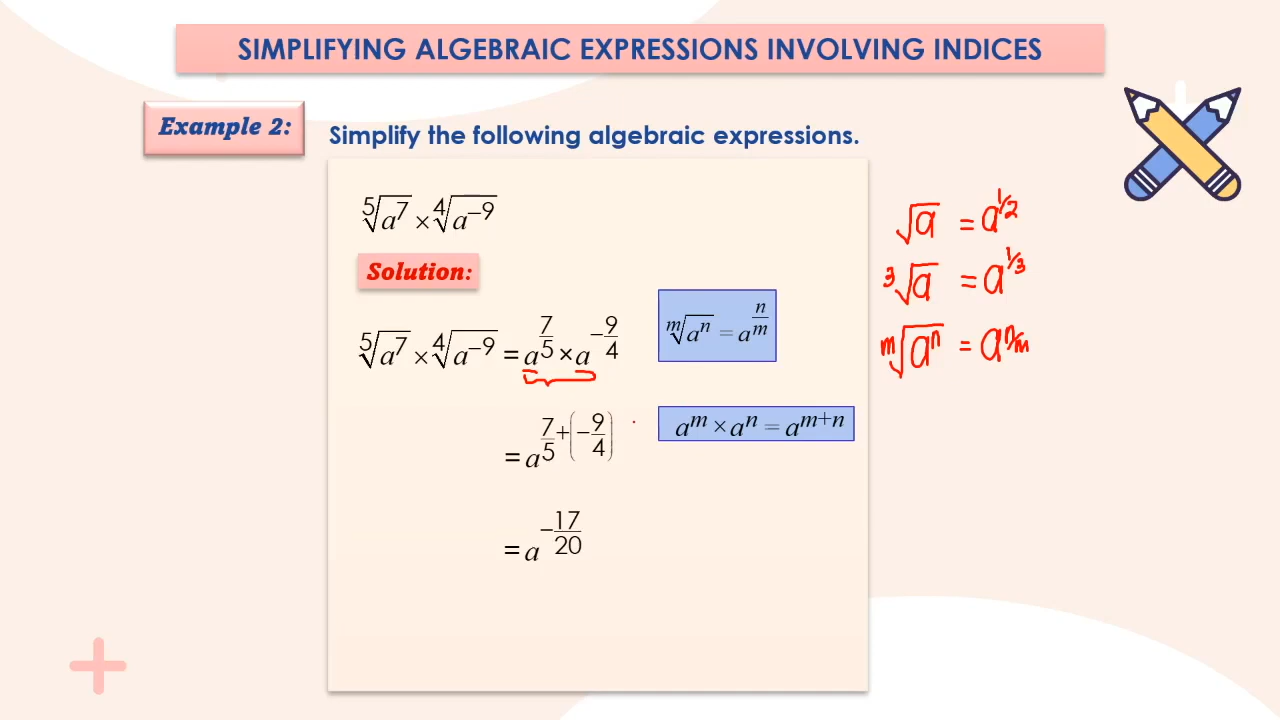 SIMPLIFYING ALGEBRAIC EXPRESSIONS INVOLVING INDICES
Example 2:
Simplify the following algebraic expressions.
⁵√a⁷ × ⁴√a⁻⁹
Solution:
⁵√a⁷ × ⁴√a⁻⁹ = a^(7/5) × a^(−9/4)
ᵐ√aⁿ = a^(n/m)
= a^(7/5+(−9/4))
aᵐ × aⁿ = aᵐ⁺ⁿ
= a^(−17/20)
√a = a^(1/2)
³√a = a^(1/3)
ᵐ√aⁿ = a^(n/m)